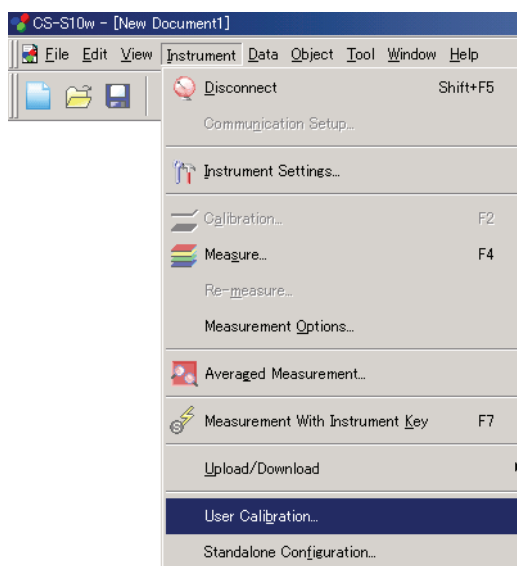 CS-S10w - [New Document1]
File Edit View Instrument Data Object Tool Window Help
Disconnect Shift+F5
Communication Setup...
Instrument Settings...
Calibration... F2
Measure... F4
Re-measure...
Measurement Options...
Averaged Measurement...
Measurement With Instrument Key F7
Upload/Download
User Calibration...
Standalone Configuration...